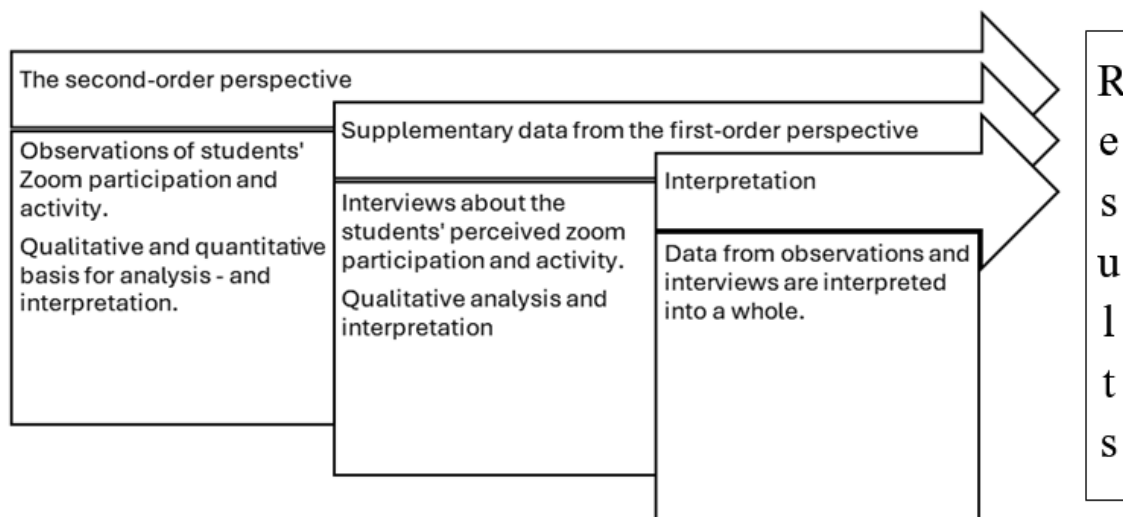 The second-order perspective
Observations of students'
Zoom participation and
activity.
Qualitative and quantitative
basis for analysis - and
interpretation.
Supplementary data from the first-order perspective
Interviews about the
students' perceived zoom
participation and activity.
Qualitative analysis and
interpretation
Interpretation
Data from observations and
interviews are interpreted
into a whole.
R
e
s
u
l
t
s